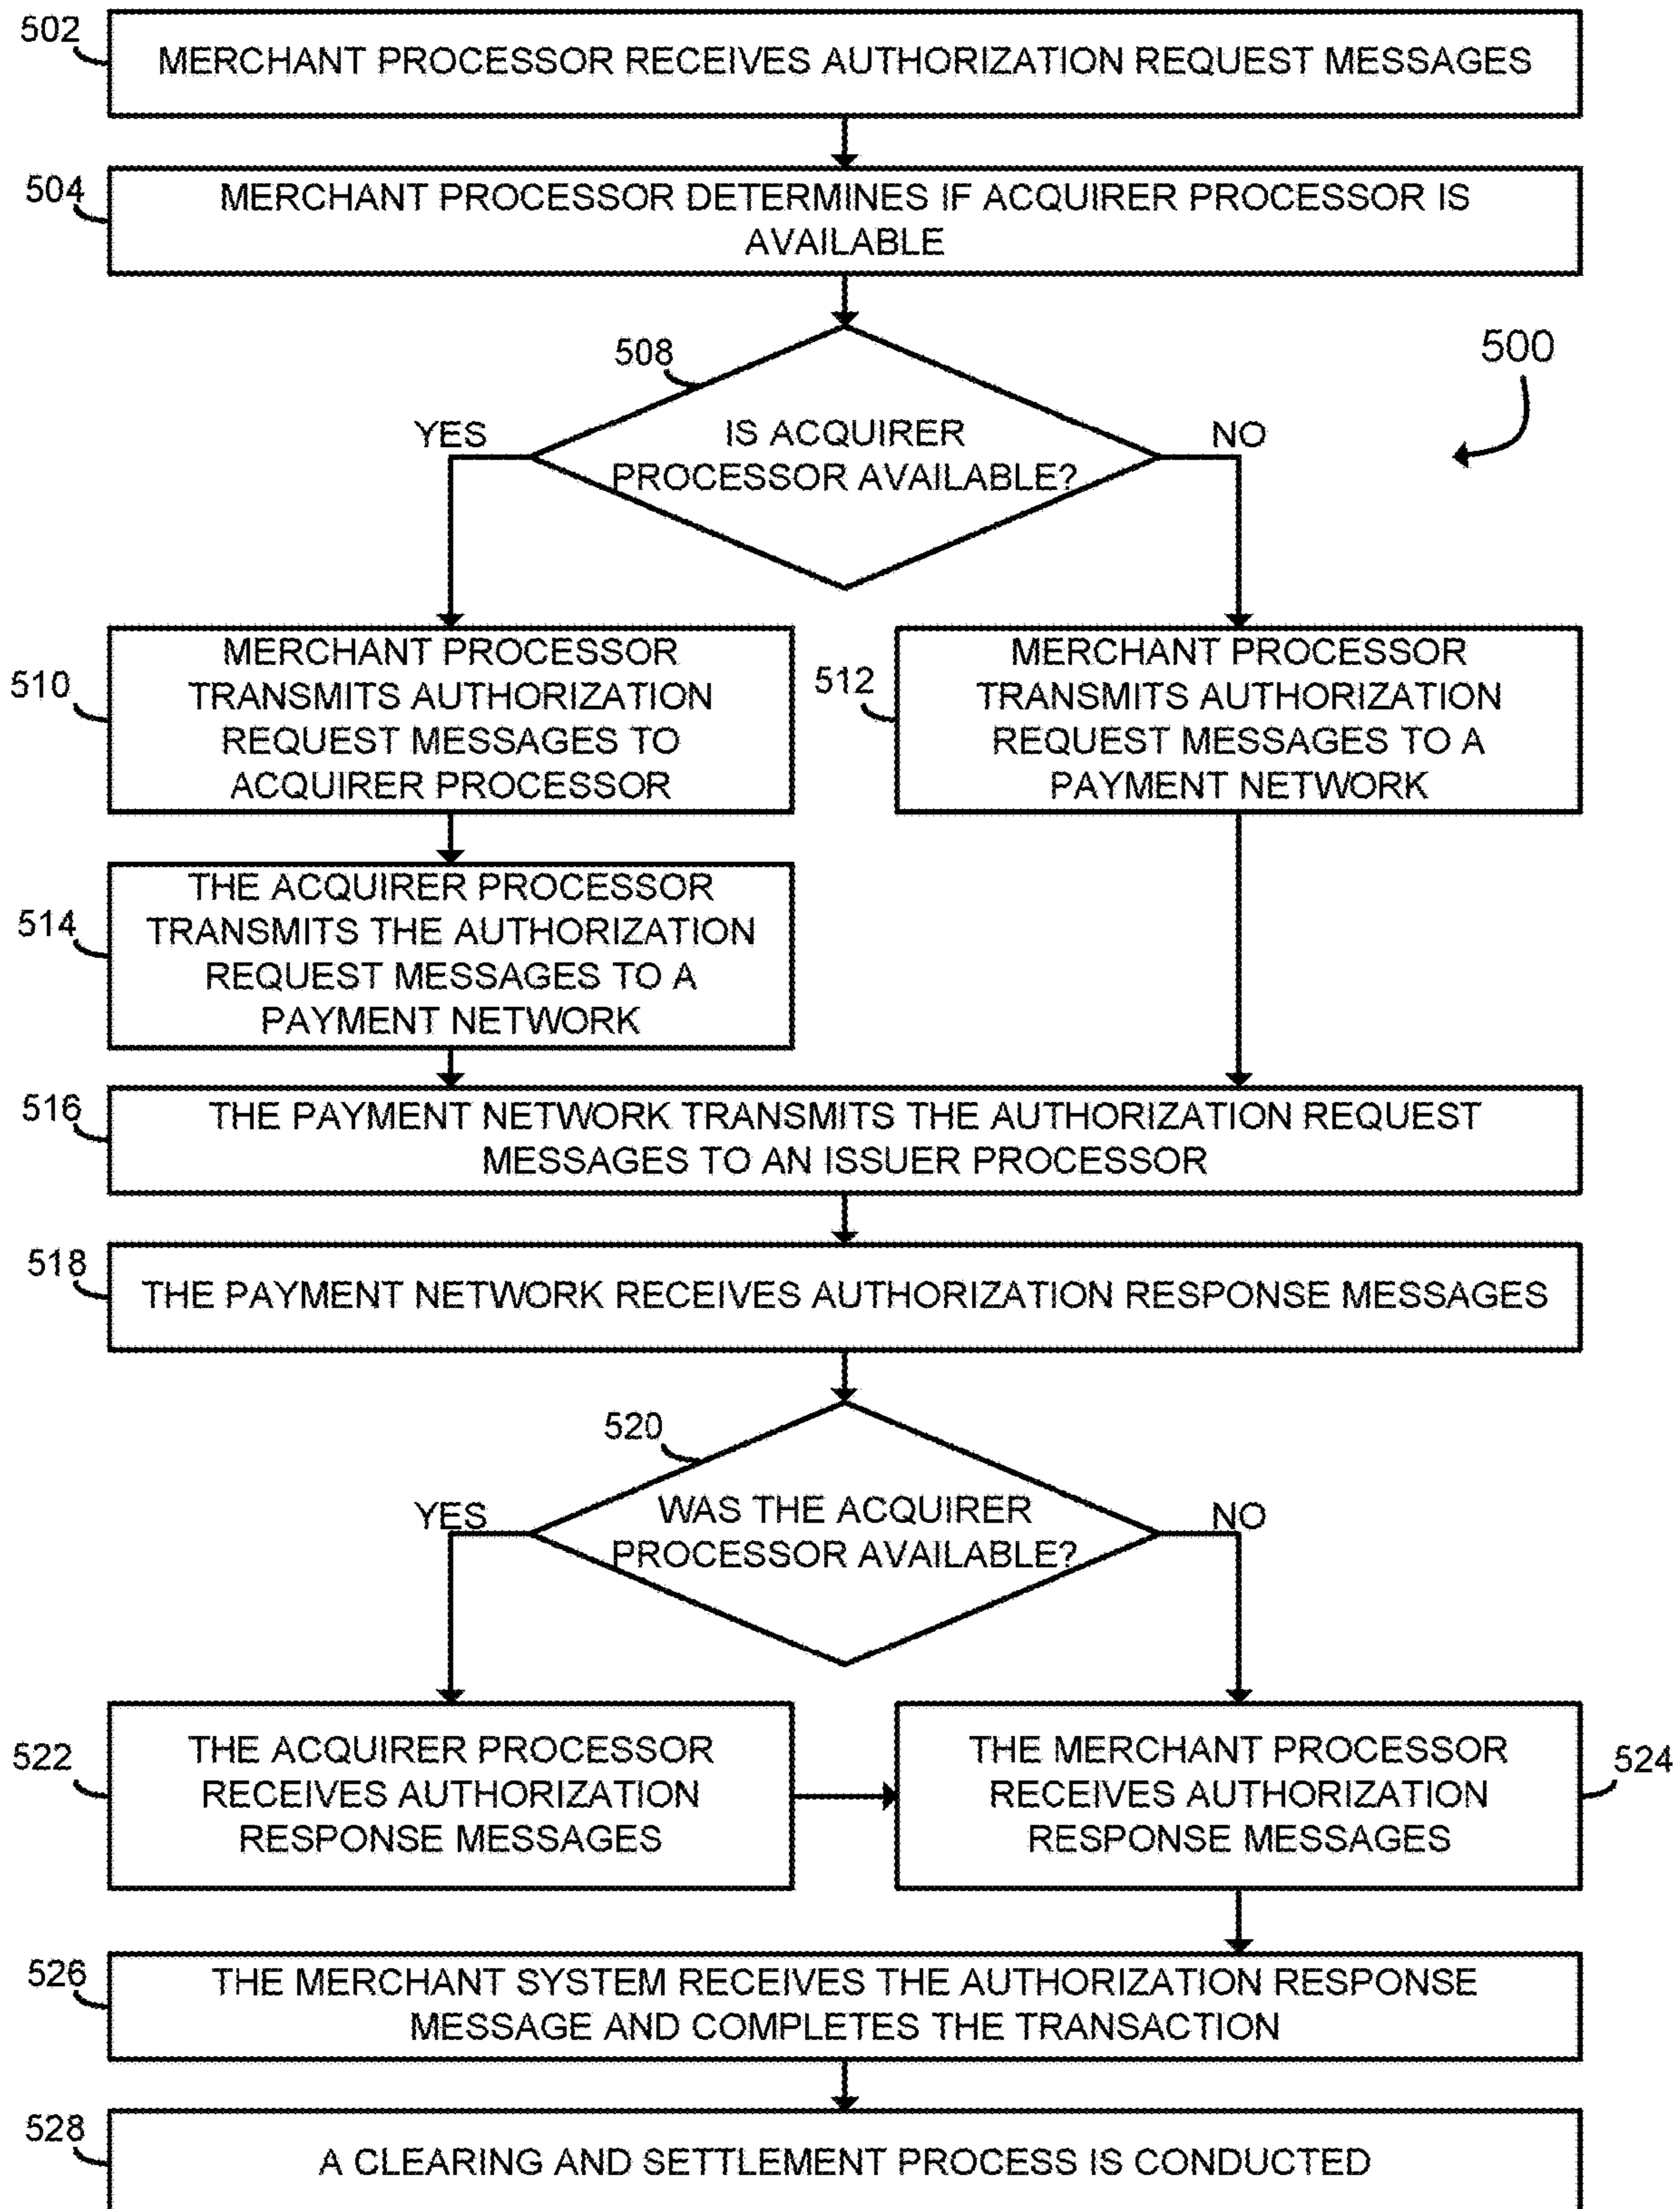 502
MERCHANT PROCESSOR RECEIVES AUTHORIZATION REQUEST MESSAGES
504
MERCHANT PROCESSOR DETERMINES IF ACQUIRER PROCESSOR IS
AVAILABLE
508
500
YES
IS ACQUIRER
PROCESSOR AVAILABLE?
NO
510
MERCHANT PROCESSOR
TRANSMITS AUTHORIZATION
REQUEST MESSAGES TO
ACQUIRER PROCESSOR
512
MERCHANT PROCESSOR
TRANSMITS AUTHORIZATION
REQUEST MESSAGES TO A
PAYMENT NETWORK
514
THE ACQUIRER PROCESSOR
TRANSMITS THE AUTHORIZATION
REQUEST MESSAGES TO A
PAYMENT NETWORK
516
THE PAYMENT NETWORK TRANSMITS THE AUTHORIZATION REQUEST
MESSAGES TO AN ISSUER PROCESSOR
518
THE PAYMENT NETWORK RECEIVES AUTHORIZATION RESPONSE MESSAGES
520
YES
WAS THE ACQUIRER
PROCESSOR AVAILABLE?
NO
522
THE ACQUIRER PROCESSOR
RECEIVES AUTHORIZATION
RESPONSE MESSAGES
THE MERCHANT PROCESSOR
RECEIVES AUTHORIZATION
RESPONSE MESSAGES
524
526
THE MERCHANT SYSTEM RECEIVES THE AUTHORIZATION RESPONSE
MESSAGE AND COMPLETES THE TRANSACTION
528
A CLEARING AND SETTLEMENT PROCESS IS CONDUCTED